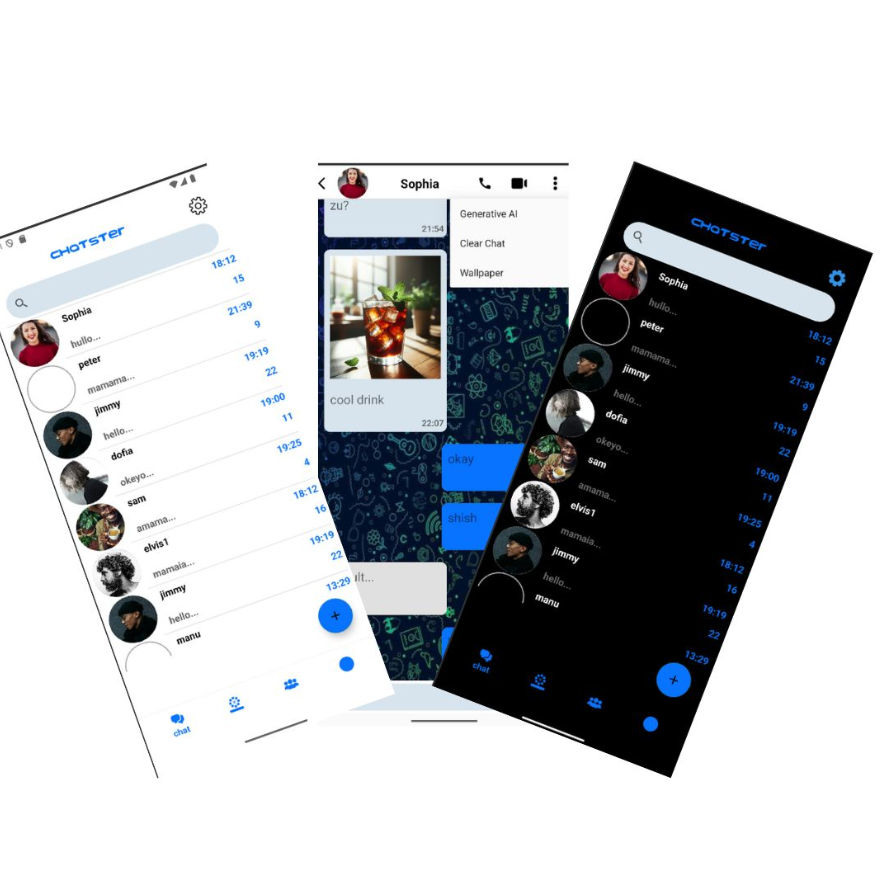 CHATSTER
18:12
Sophia
15
hullo...
21:39
peter
9
mamama...
19:19
jimmy
22
hello...
19:00
dofia
11
okeyo...
19:25
sam
4
amama...
18:12
elvis1
16
mamaia...
19:19
jimmy
22
hello...
13:29
manu
+
chat
Sophia
zu?
21:54
Generative AI
Clear Chat
Wallpaper
cool drink
22:07
okay
shish
ult...
CHATSTER
Sophia
hullo...
18:12
peter
15
mamama...
21:39
jimmy
9
hello...
19:19
dofia
22
okeyo...
19:00
sam
11
amama...
19:25
elvis1
4
mamaia...
18:12
jimmy
16
hello...
19:19
manu
22
13:29
+
chat